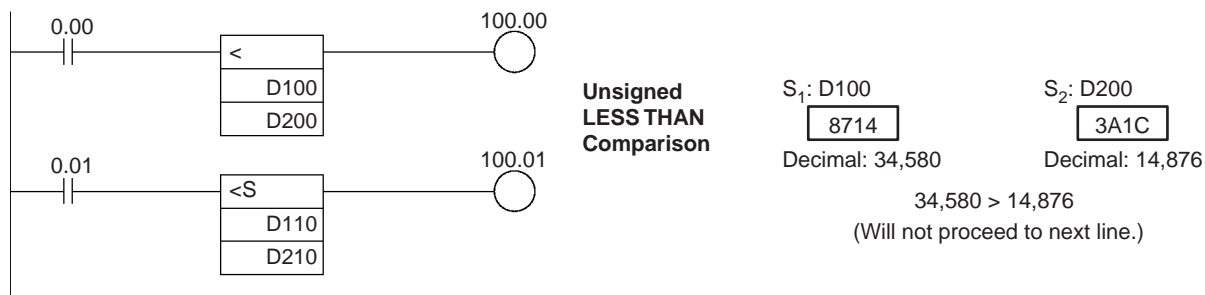 0.00
100.00
<
D100
D200
0.01
100.01
<S
D110
D210
Unsigned
LESS THAN
Comparison
S1: D100
S2: D200
8714
3A1C
Decimal: 34,580
Decimal: 14,876
34,580 > 14,876
(Will not proceed to next line.)